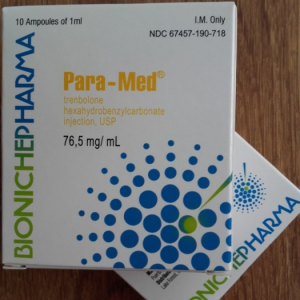 10 Ampoules of 1ml
I.M. Only
NDC 67457-190-718
BIONICHEPHARMA
Para-Med®
trenbolone
hexahydrobenzylcarbonate
injection, USP
76,5 mg/ mL
BIONICHEPHARMA